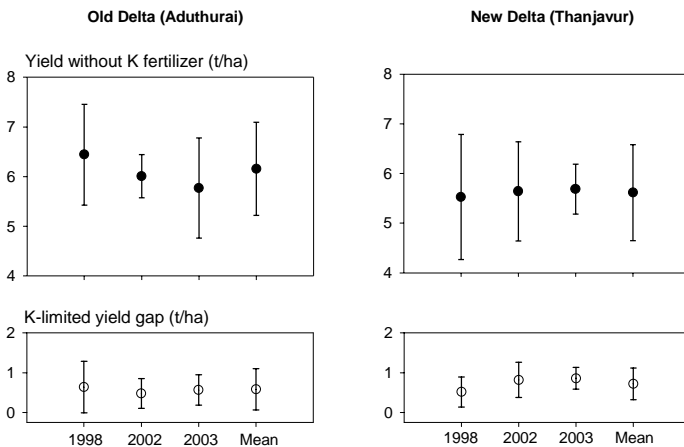 Old Delta (Aduthurai)
New Delta (Thanjavur)
Yield without K fertilizer (t/ha)
8
7
6
5
4
8
7
6
5
4
K-limited yield gap (t/ha)
2
1
0
2
1
0
1998 2002 2003 Mean
1998 2002 2003 Mean